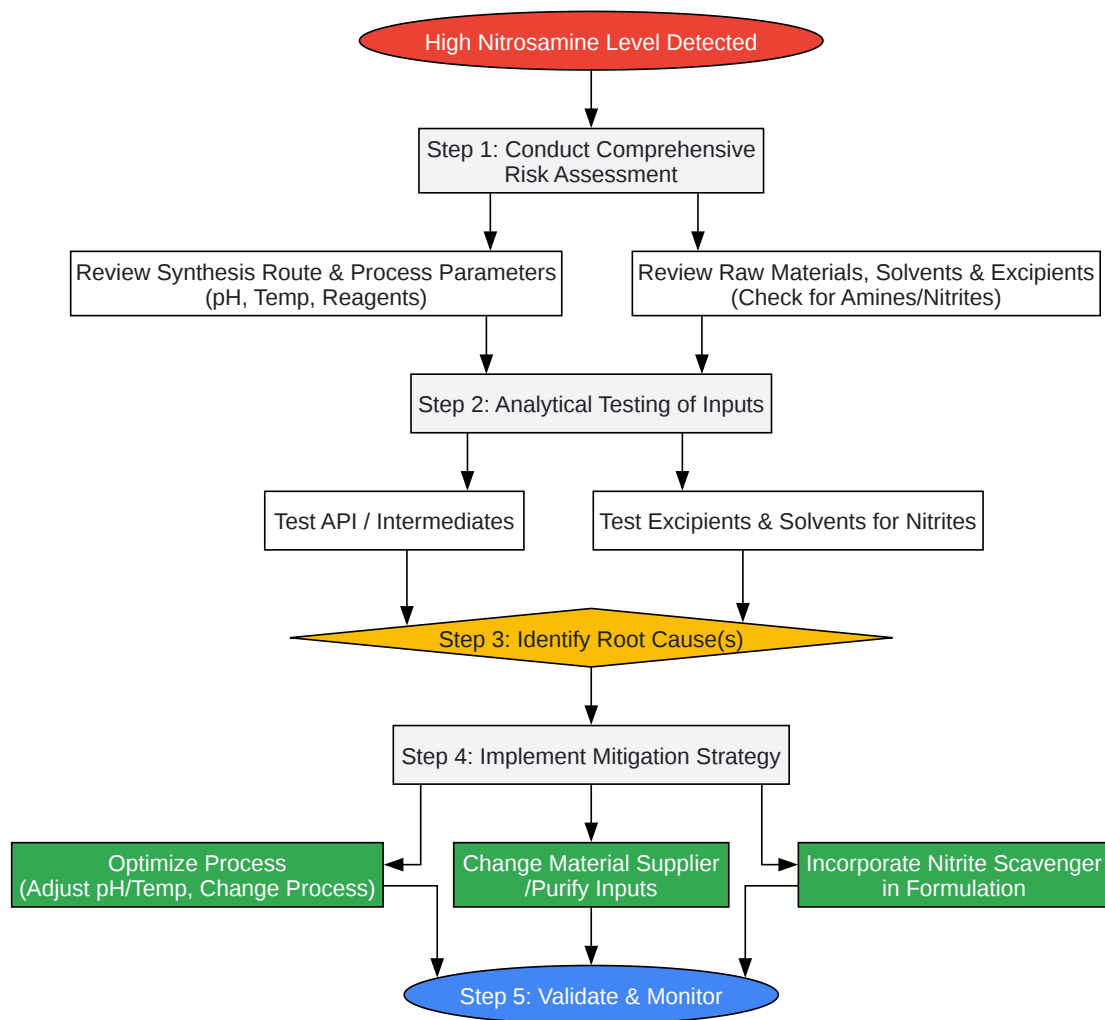 High Nitrosamine Level Detected
Step 1: Conduct Comprehensive
Risk Assessment
Review Synthesis Route & Process Parameters
(pH, Temp, Reagents)
Review Raw Materials, Solvents & Excipients
(Check for Amines/Nitrites)
Step 2: Analytical Testing of Inputs
Test API / Intermediates
Test Excipients & Solvents for Nitrites
Step 3: Identify Root Cause(s)
Step 4: Implement Mitigation Strategy
Optimize Process
(Adjust pH/Temp, Change Process)
Change Material Supplier
/Purify Inputs
Incorporate Nitrite Scavenger
in Formulation
Step 5: Validate & Monitor